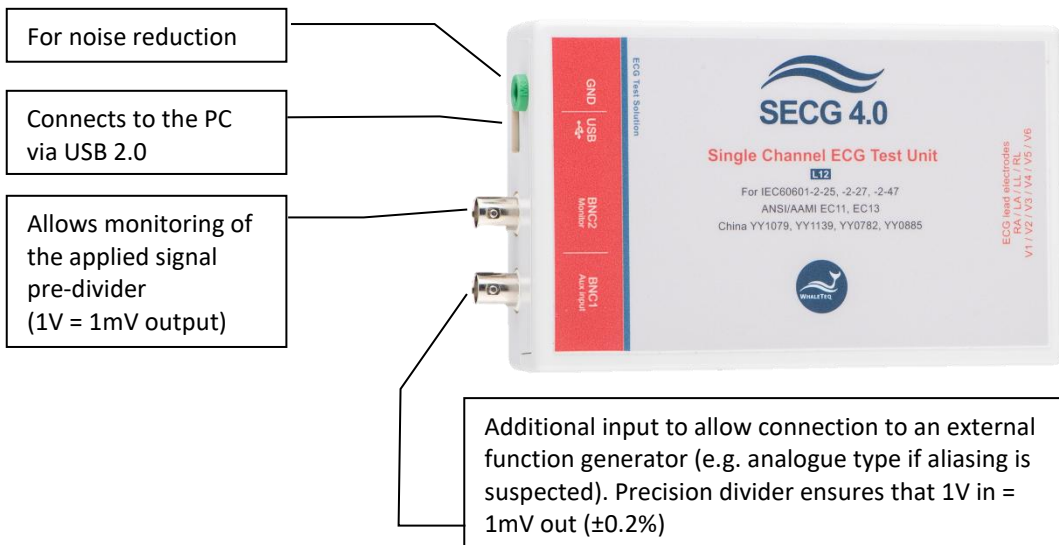 For noise reduction
Connects to the PC
via USB 2.0
Allows monitoring of
the applied signal
pre-divider
(1V = 1mV output)
GND
USB
BNC2
Monitor
BNC1
Aux input
ECG Test Solution
SECG 4.0
Single Channel ECG Test Unit
L12
For IEC60601-2-25, -2-27, -2-47
ANSI/AAMI EC11, EC13
China YY1079, YY1139, YY0782, YY0885
WHALETEQ
ECG lead electrodes
RA / LA / LL / RL
V1 / V2 / V3 / V4 / V5 / V6
Additional input to allow connection to an external
function generator (e.g. analogue type if aliasing is
suspected). Precision divider ensures that 1V in =
1mV out (±0.2%)